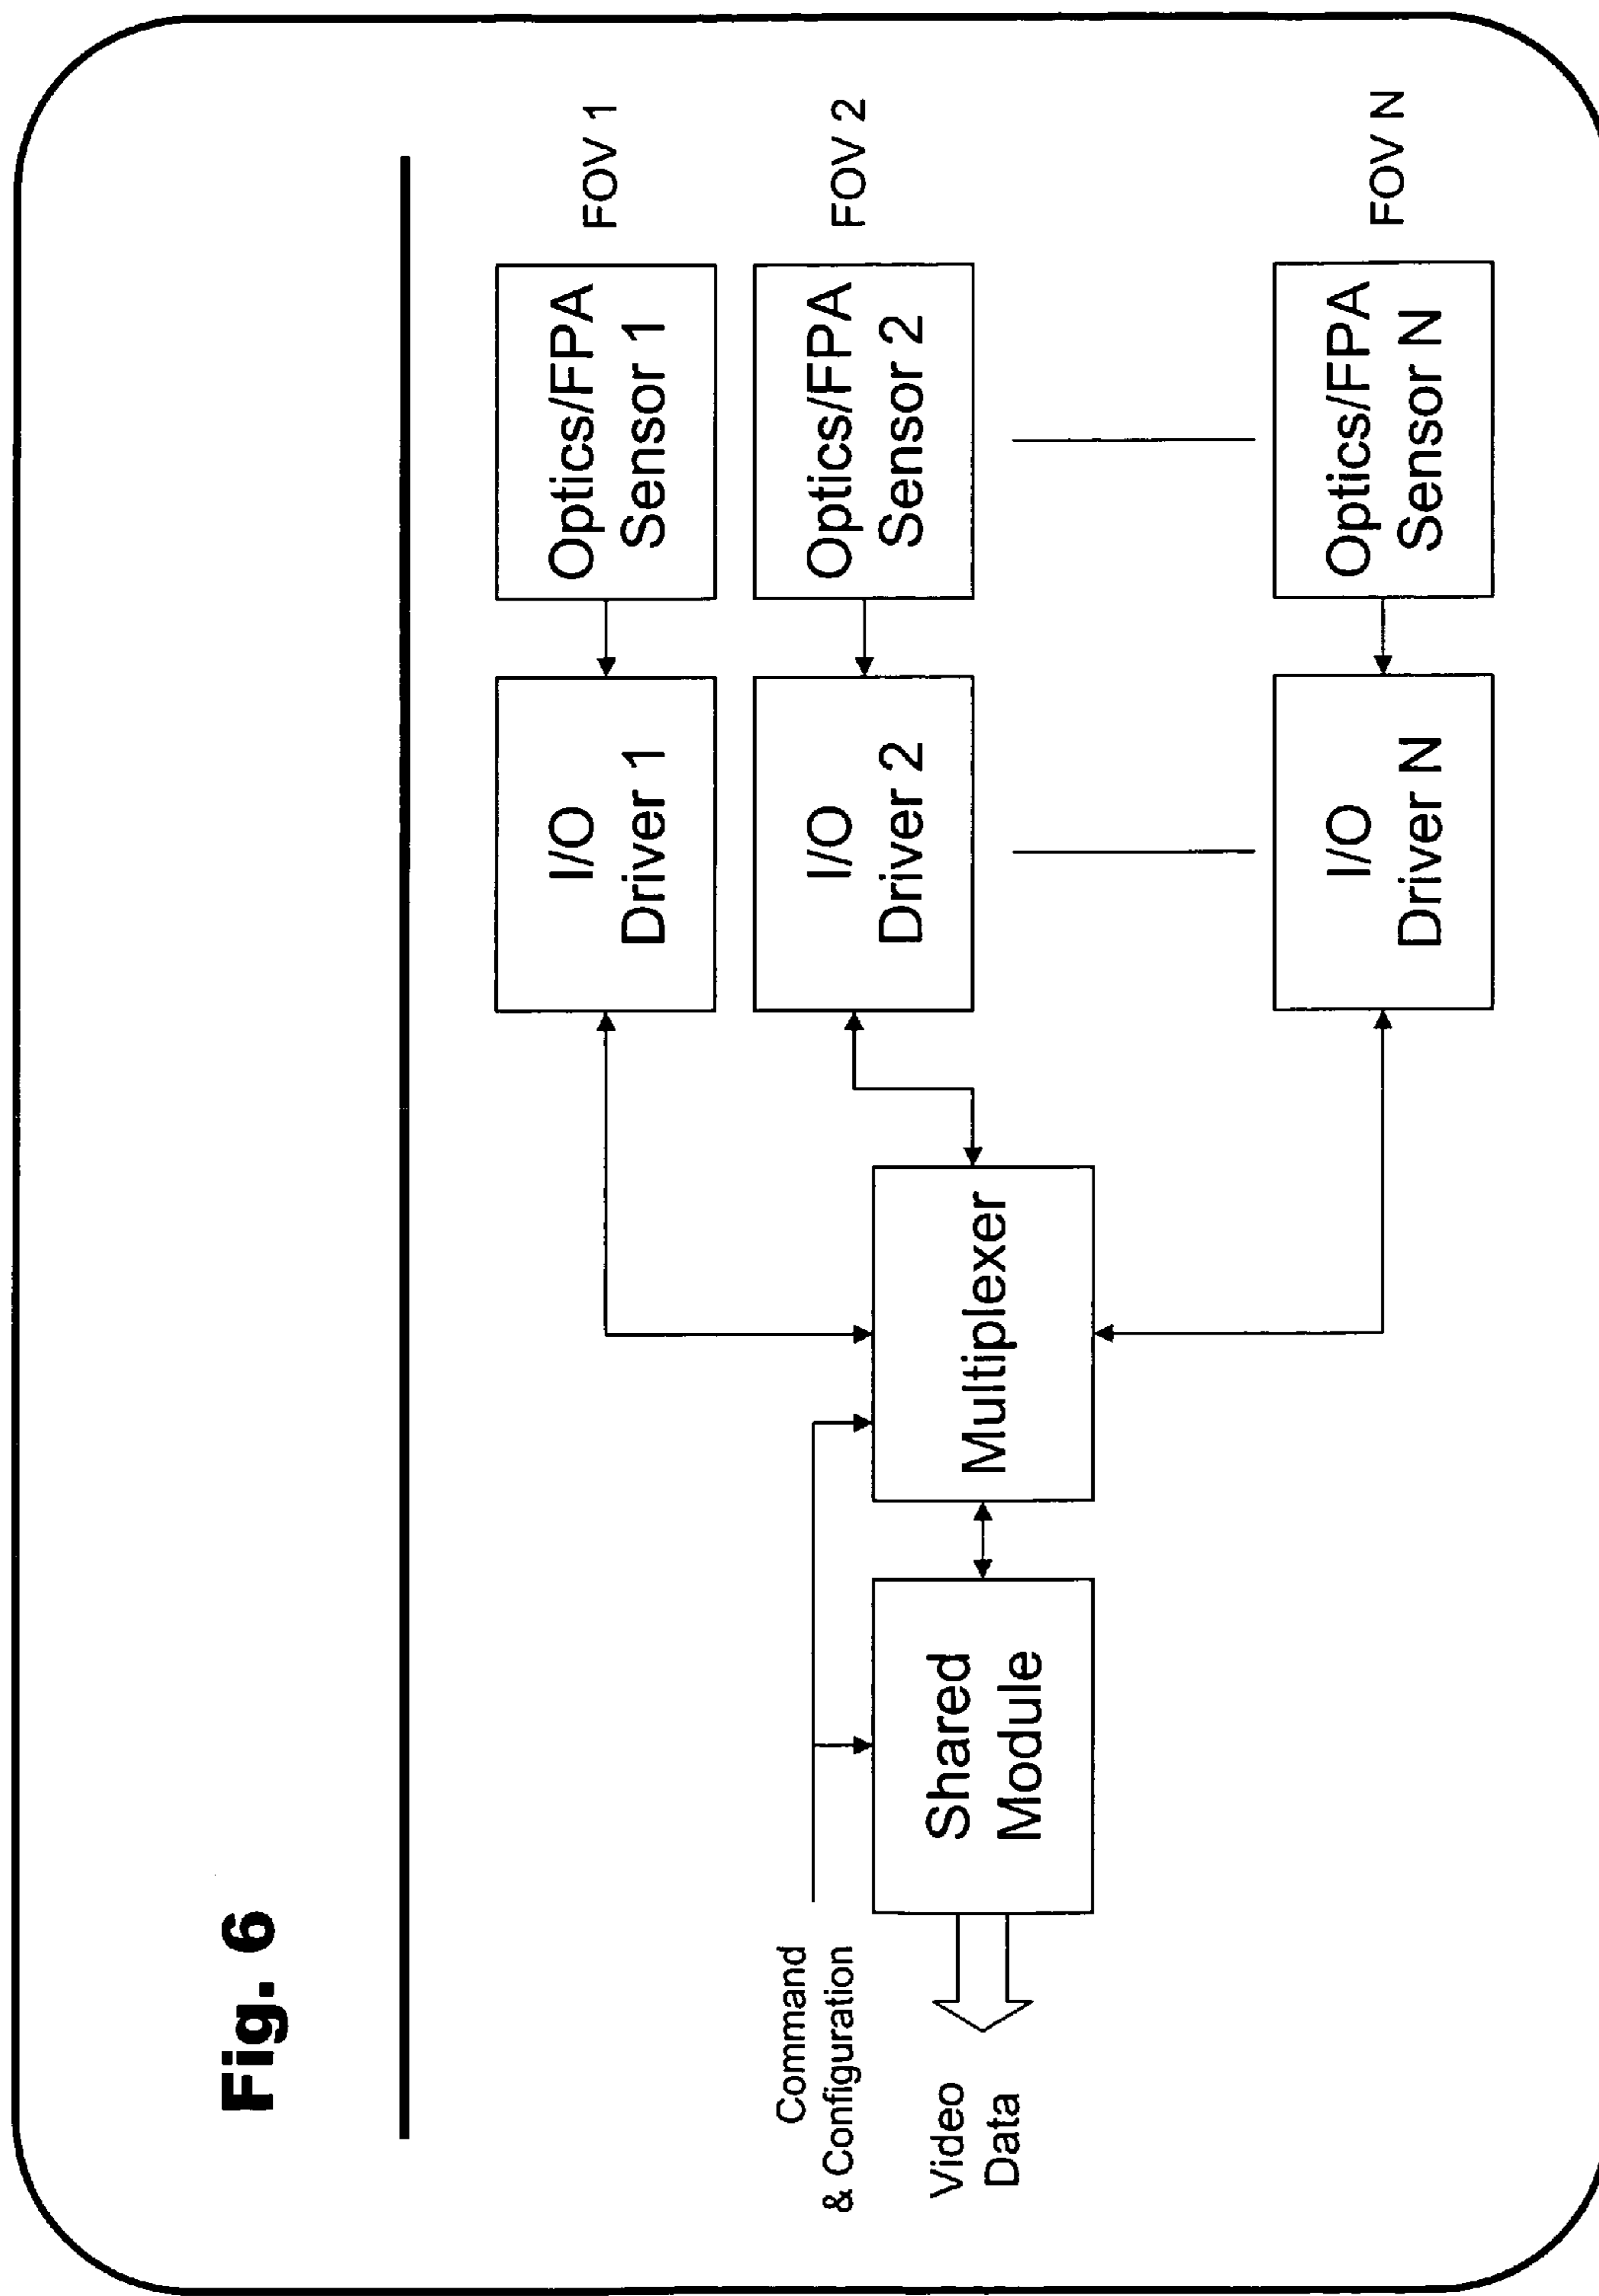 Fig. 6
Optics/FPA
Sensor 1
FOV 1
I/O
Driver 1
Optics/FPA
Sensor 2
FOV 2
I/O
Driver 2
Command
& Configuration
Video
Data
Shared
Module
Multiplexer
I/O
Driver N
Optics/FPA
Sensor N
FOV N